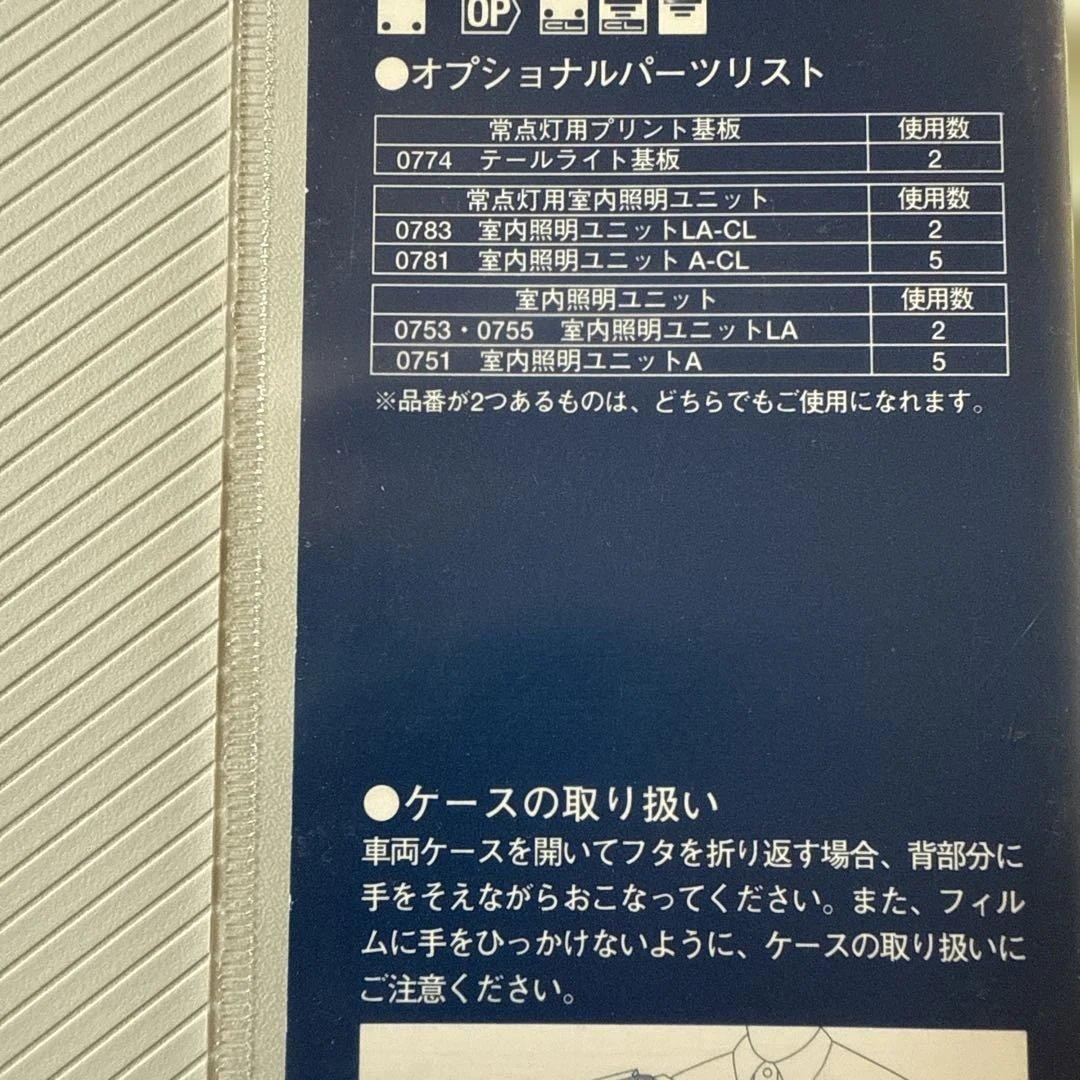 OP CL CL
●オプショナルパーツリスト
常点灯用プリント基板 使用数
0774 テールライト基板 2
常点灯用室内照明ユニット 使用数
0783 室内照明ユニットLA-CL 2
0781 室内照明ユニット A-CL 5
室内照明ユニット 使用数
0753・0755 室内照明ユニットLA 2
0751 室内照明ユニットA 5
※品番が2つあるものは、どちらでもご使用になれます。
●ケースの取り扱い
車両ケースを開いてフタを折り返す場合、背部分に
手をそえながらおこなってください。また、フィル
ムに手をひっかけないように、ケースの取り扱いに
ご注意ください。